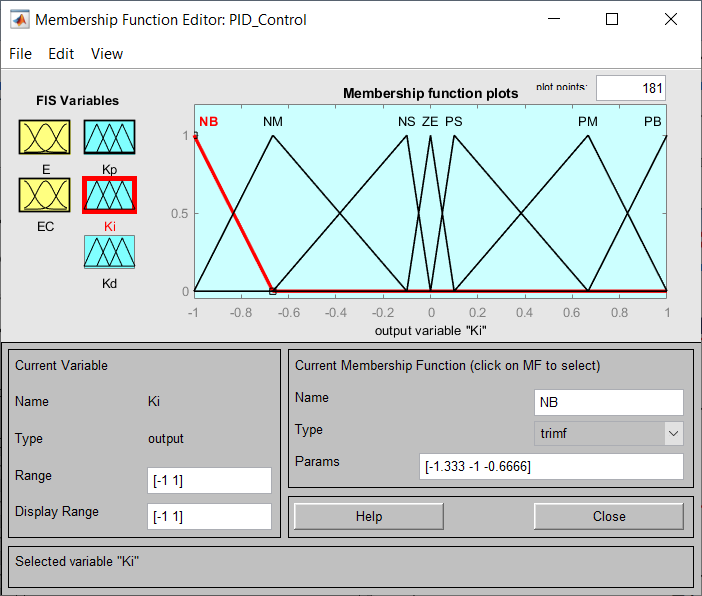 Membership Function Editor: PID_Control
File Edit View
FIS Variables
E
Kp
EC
Ki
Kd
Membership function plots
plot points:
181
NB NM NS ZE PS PM PB
1
0.5
0
-1 -0.8 -0.6 -0.4 -0.2 0 0.2 0.4 0.6 0.8 1
output variable "Ki"
Current Variable
Name Ki
Type output
Range [-1 1]
Display Range [-1 1]
Current Membership Function (click on MF to select)
Name NB
Type trimf
Params [-1.333 -1 -0.6666]
Help Close
Selected variable "Ki"